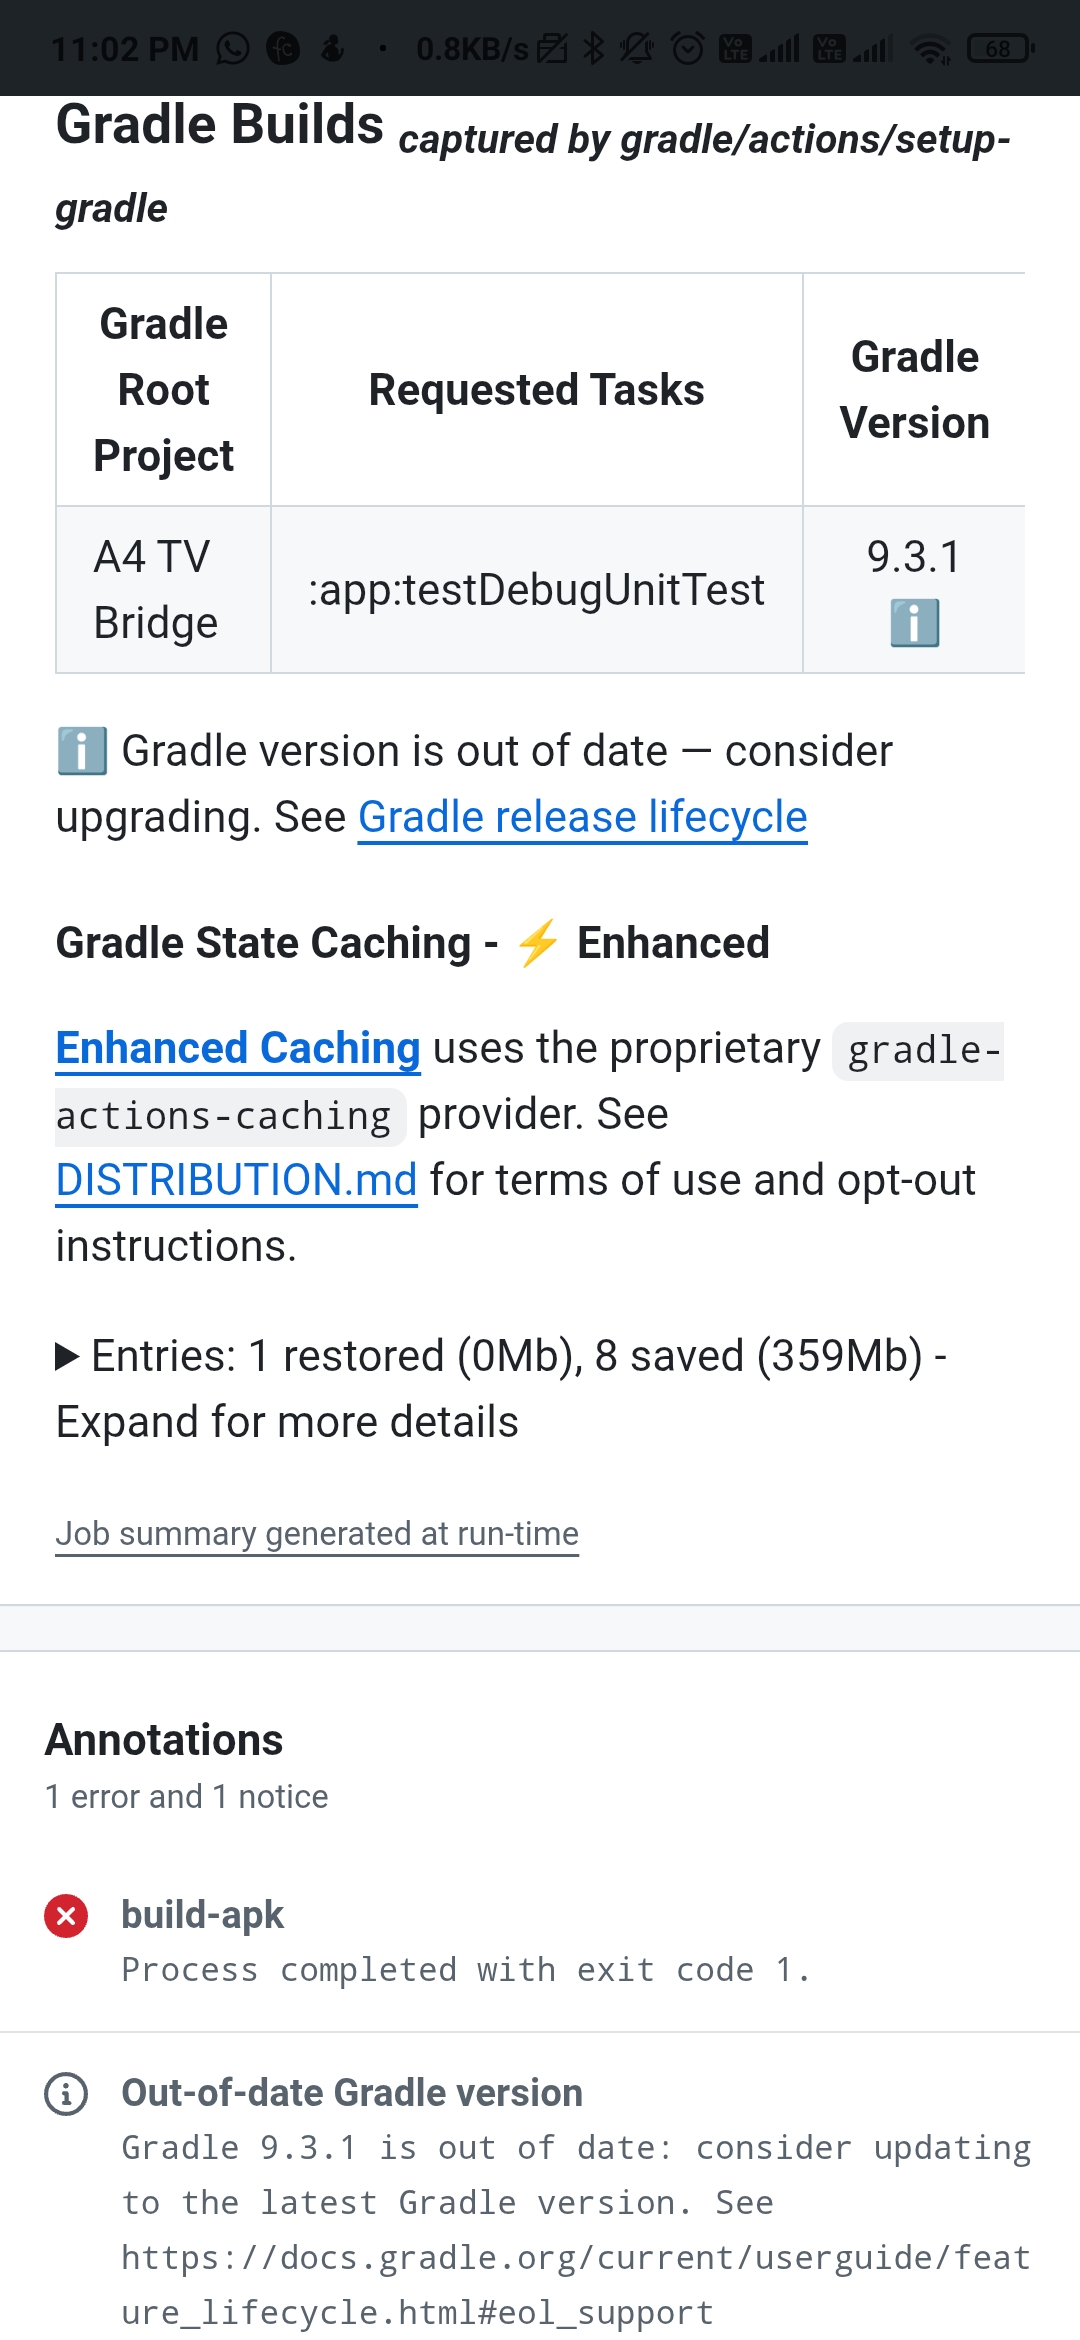 11:02 PM 0.8KB/s Vo LTE Vo LTE 68
Gradle Builds captured by gradle/actions/setup-
gradle
Gradle
Root
Project
Requested Tasks
Gradle
Version
A4 TV
Bridge
:app:testDebugUnitTest
9.3.1
ℹ️
ℹ️ Gradle version is out of date — consider
upgrading. See Gradle release lifecycle
Gradle State Caching - ⚡ Enhanced
Enhanced Caching uses the proprietary gradle-
actions-caching provider. See
DISTRIBUTION.md for terms of use and opt-out
instructions.
▶ Entries: 1 restored (0Mb), 8 saved (359Mb) -
Expand for more details
Job summary generated at run-time
Annotations
1 error and 1 notice
build-apk
Process completed with exit code 1.
Out-of-date Gradle version
Gradle 9.3.1 is out of date: consider updating
to the latest Gradle version. See
https://docs.gradle.org/current/userguide/feat
ure_lifecycle.html#eol_support